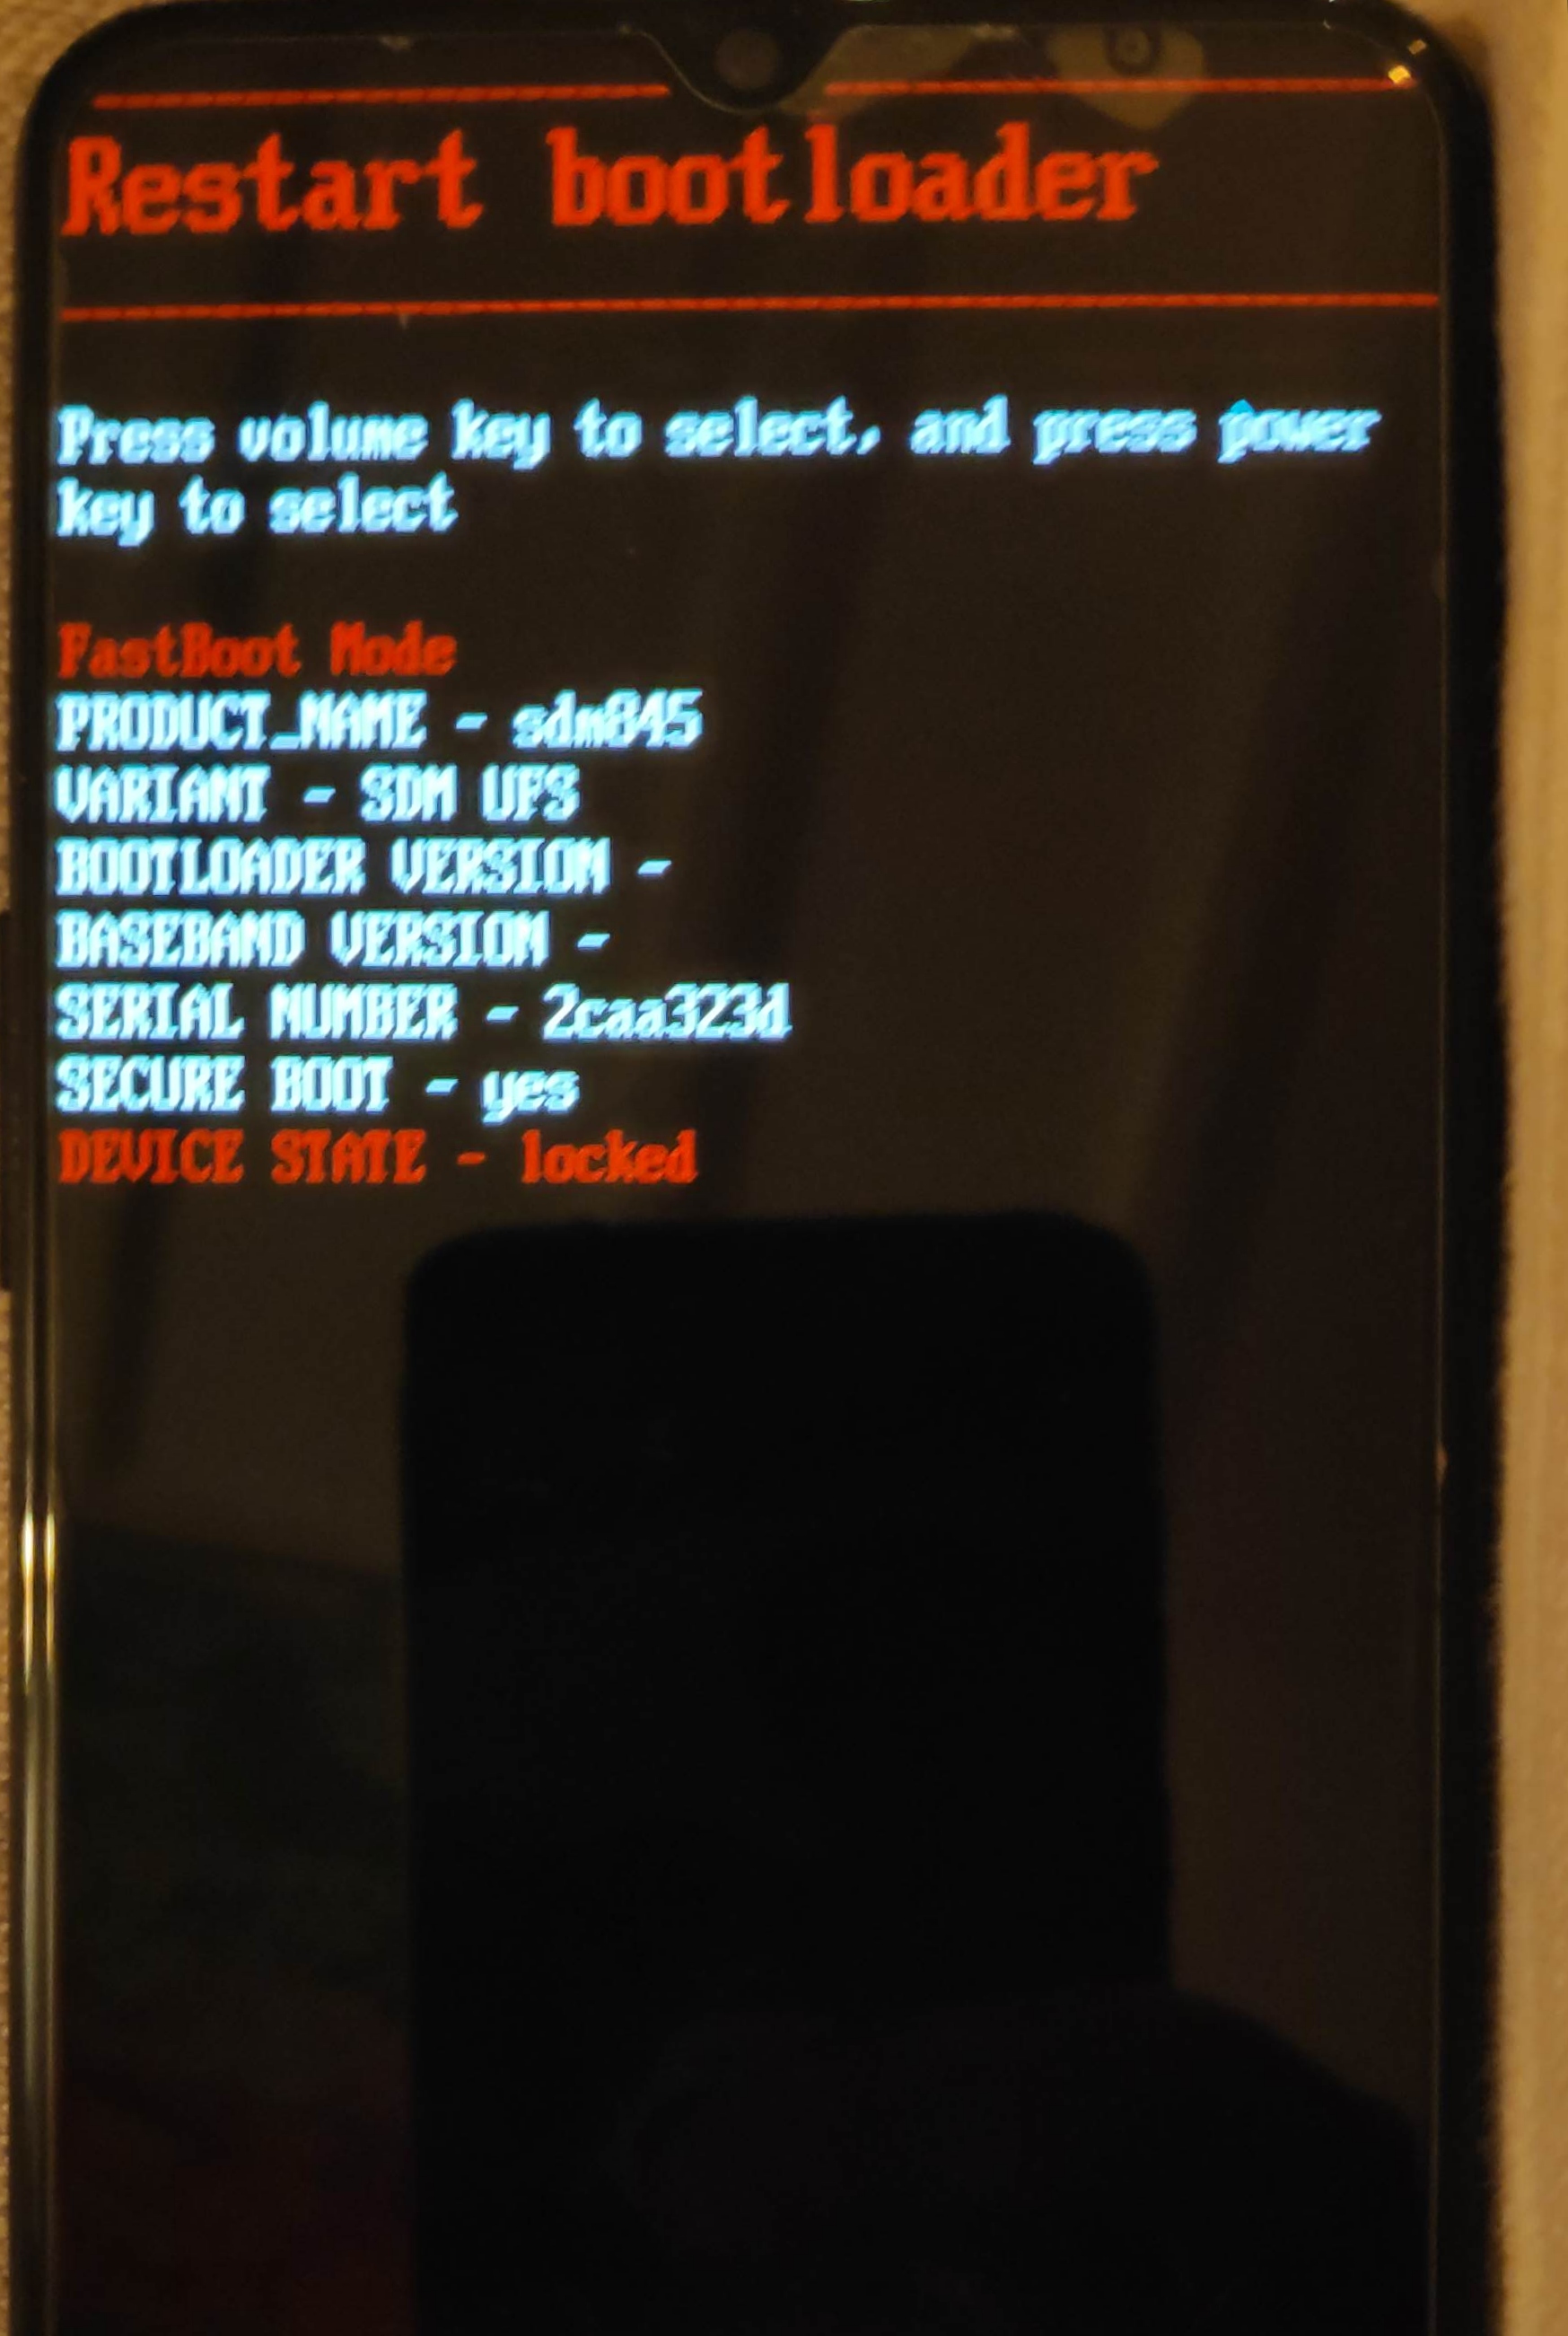 Restart bootloader
Press volume key to select, and press power
key to select
FastBoot Mode
PRODUCT_NAME - sdm845
VARIANT - SDM UFS
BOOTLOADER VERSION -
BASEBAND VERSION -
SERIAL NUMBER - 2caa323d
SECURE BOOT - yes
DEVICE STATE - locked